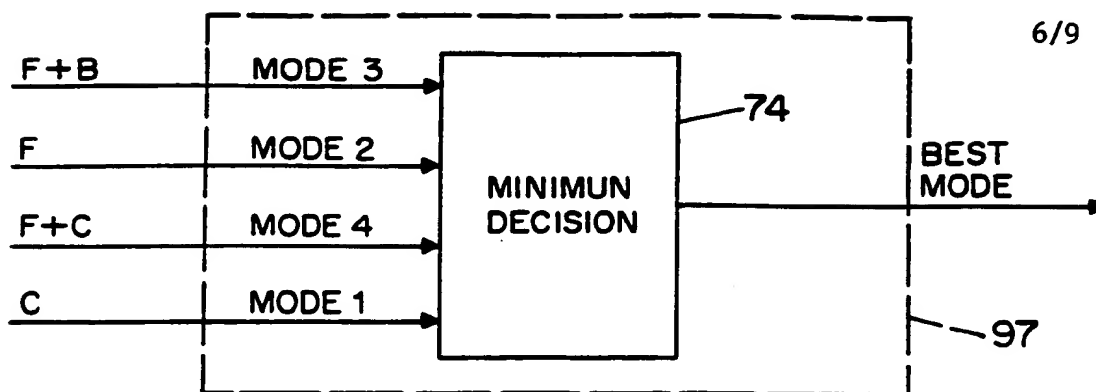 6/9
F+B
MODE 3
F
MODE 2
F+C
MODE 4
C
MODE 1
MINIMUN
DECISION
74
BEST
MODE
97